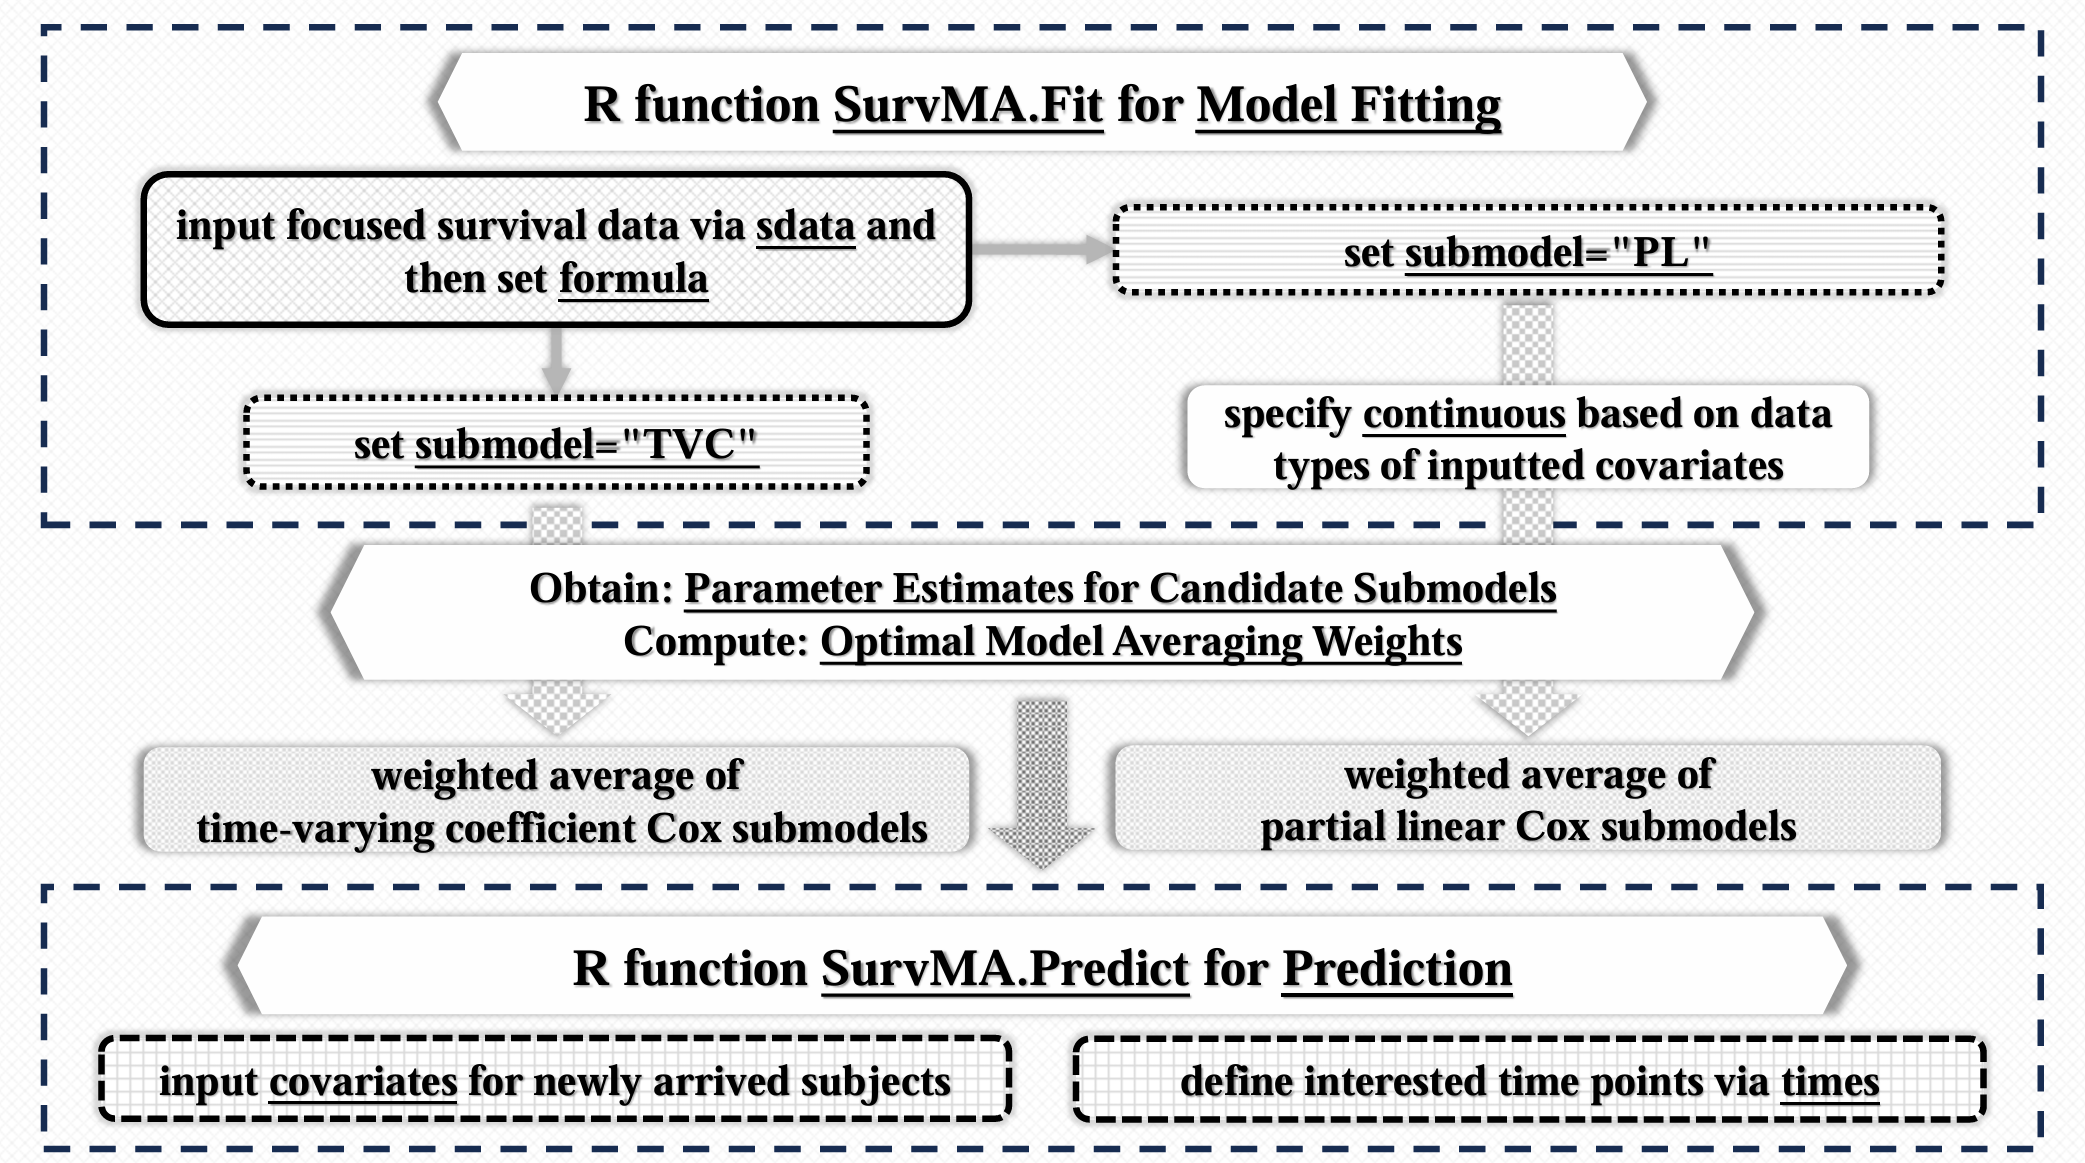 R function SurvMA.Fit for Model Fitting
input focused survival data via sdata and
then set formula
set submodel="PL"
set submodel="TVC"
specify continuous based on data
types of inputted covariates
Obtain: Parameter Estimates for Candidate Submodels
Compute: Optimal Model Averaging Weights
weighted average of
time-varying coefficient Cox submodels
weighted average of
partial linear Cox submodels
R function SurvMA.Predict for Prediction
input covariates for newly arrived subjects
define interested time points via times